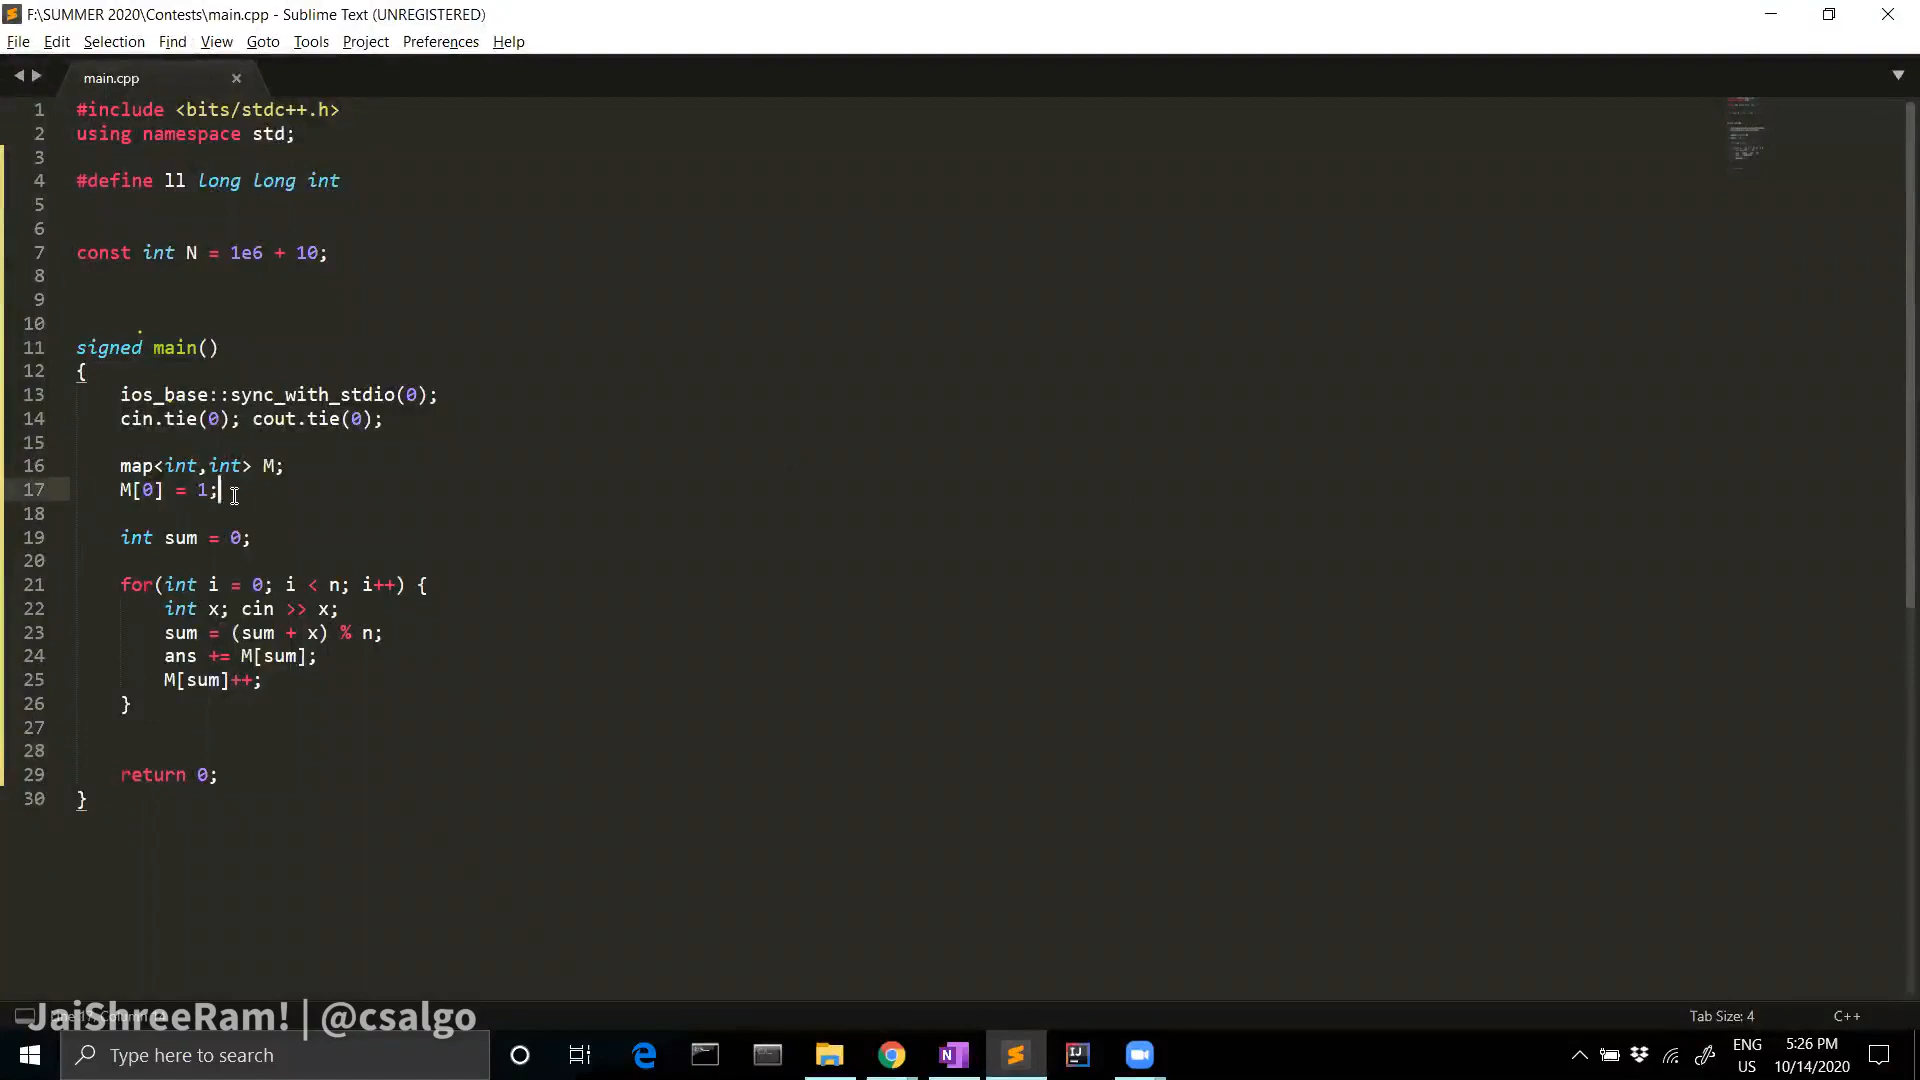 F:\SUMMER 2020\Contests\main.cpp - Sublime Text (UNREGISTERED)
File Edit Selection Find View Goto Tools Project Preferences Help
main.cpp
1 #include <bits/stdc++.h>
2 using namespace std;
3
4 #define ll long long int
5
6
7 const int N = 1e6 + 10;
8
9
10
11 signed main()
12 {
13 ios_base::sync_with_stdio(0);
14 cin.tie(0); cout.tie(0);
15
16 map<int,int> M;
17 M[0] = 1;
18
19 int sum = 0;
20
21 for(int i = 0; i < n; i++) {
22 int x; cin >> x;
23 sum = (sum + x) % n;
24 ans += M[sum];
25 M[sum]++;
26 }
27
28
29 return 0;
30 }
JaiShreeRam! | @csalgo
Tab Size: 4 C++
Type here to search
ENG
US
5:26 PM
10/14/2020